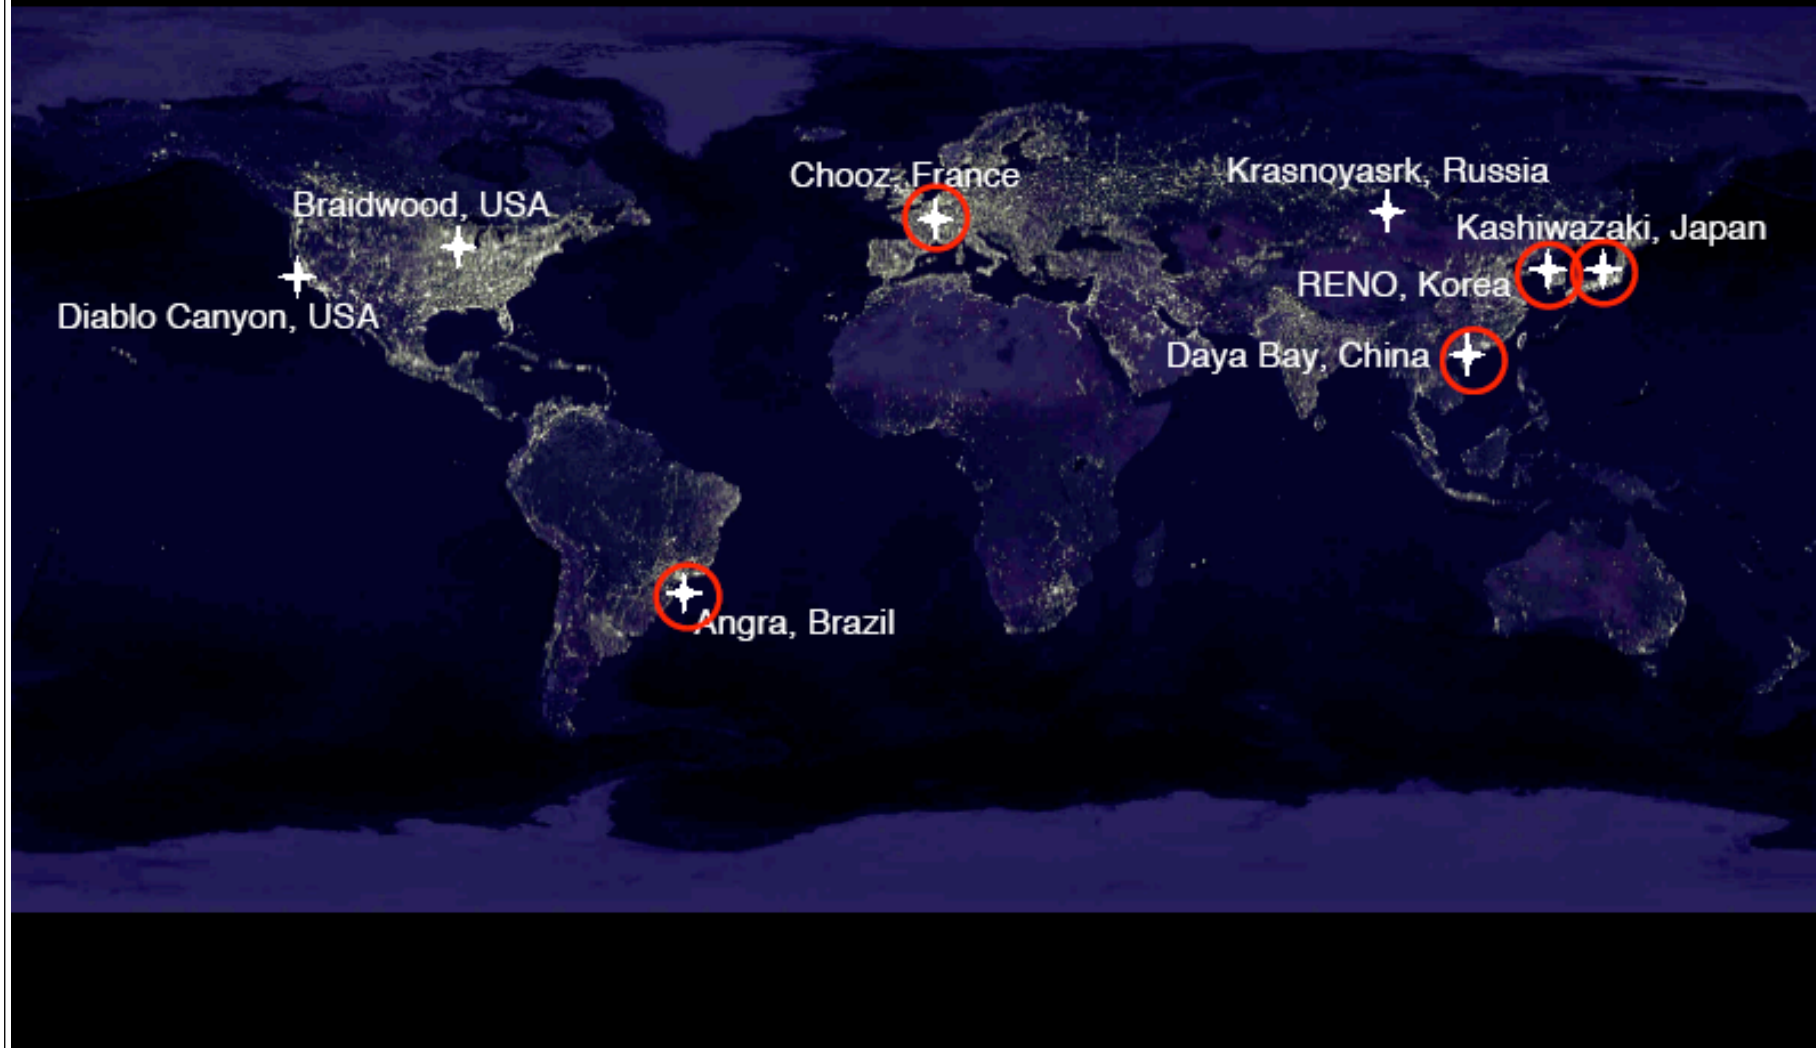 Chooz, France
Krasnoyasrk, Russia
Braidwood, USA
Kashiwazaki, Japan
RENO, Korea
Diablo Canyon, USA
Daya Bay, China
Angra, Brazil